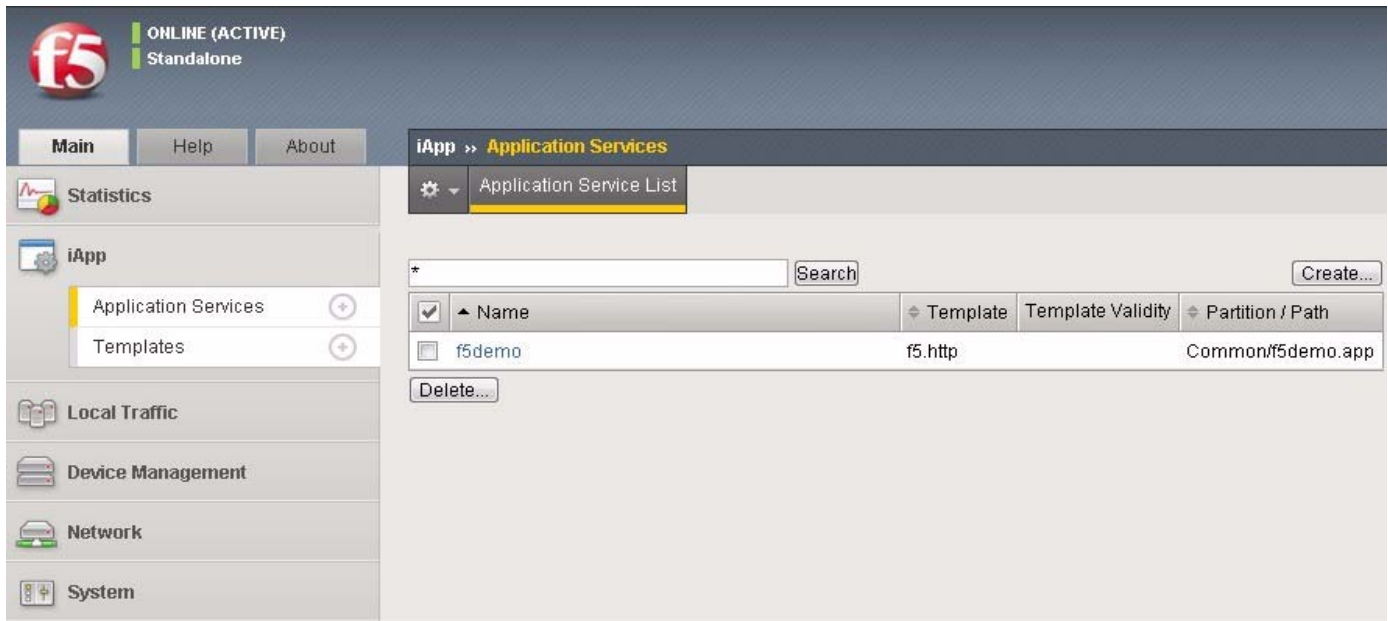 f5
ONLINE (ACTIVE)
Standalone
Main Help About
iApp » Application Services
Application Service List
Statistics
iApp
Application Services
Templates
Local Traffic
Device Management
Network
System
* Search Create...
Name Template Template Validity Partition / Path
f5demo f5.http Common/f5demo.app
Delete...